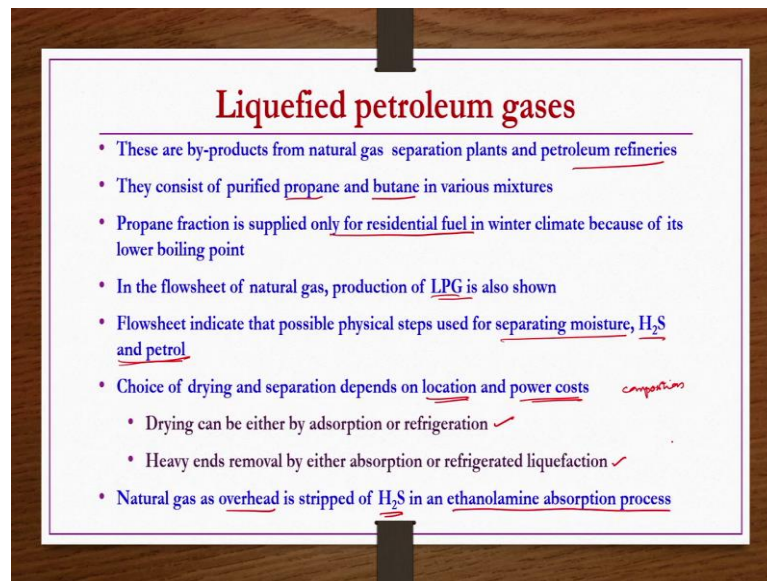 Liquefied petroleum gases
• These are by-products from natural gas separation plants and petroleum refineries
• They consist of purified propane and butane in various mixtures
• Propane fraction is supplied only for residential fuel in winter climate because of its
lower boiling point
• In the flowsheet of natural gas, production of LPG is also shown
• Flowsheet indicate that possible physical steps used for separating moisture, H₂S
and petrol
• Choice of drying and separation depends on location and power costs compositions
• Drying can be either by adsorption or refrigeration ✓
• Heavy ends removal by either absorption or refrigerated liquefaction ✓
• Natural gas as overhead is stripped of H₂S in an ethanolamine absorption process